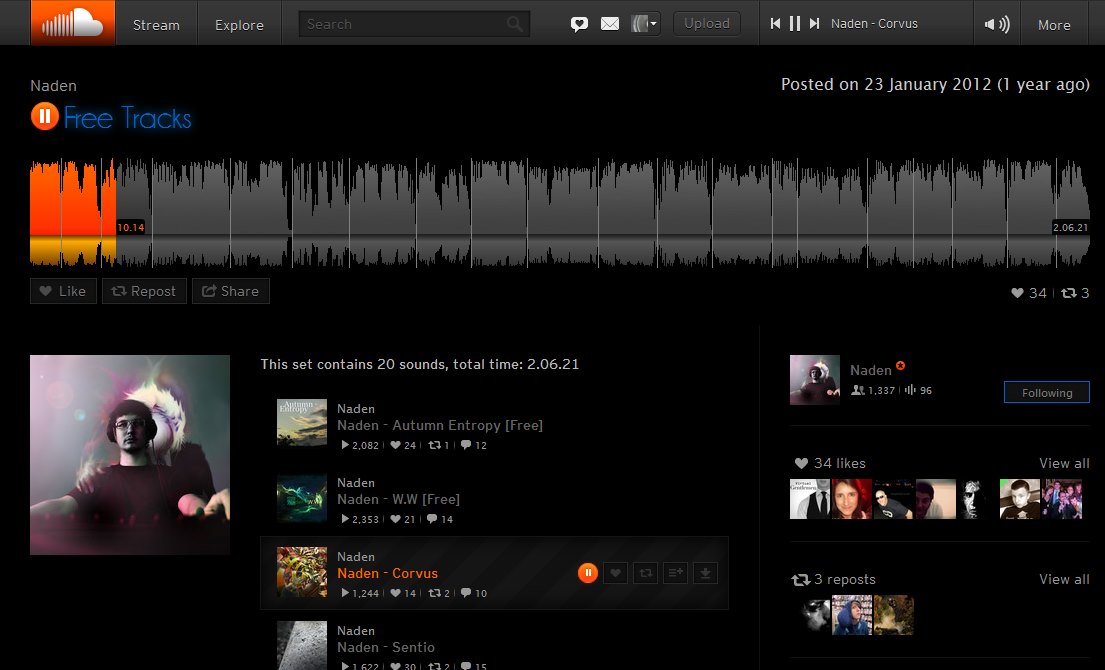 Stream
Explore
Search
Upload
Naden - Corvus
More
Naden
Posted on 23 January 2012 (1 year ago)
Free Tracks
10.14
2.06.21
Like
Repost
Share
34
3
This set contains 20 sounds, total time: 2.06.21
Autumn
Entropy
Naden
Naden - Autumn Entropy [Free]
2,082 24 1 12
W.W
Naden
Naden - W.W [Free]
2,353 21 14
Naden
Naden - Corvus
1,244 14 2 10
Naden
Naden - Sentio
1,622 30 2 15
Naden
1,337 96
Following
34 likes
View all
Gentlemen
3 reposts
View all